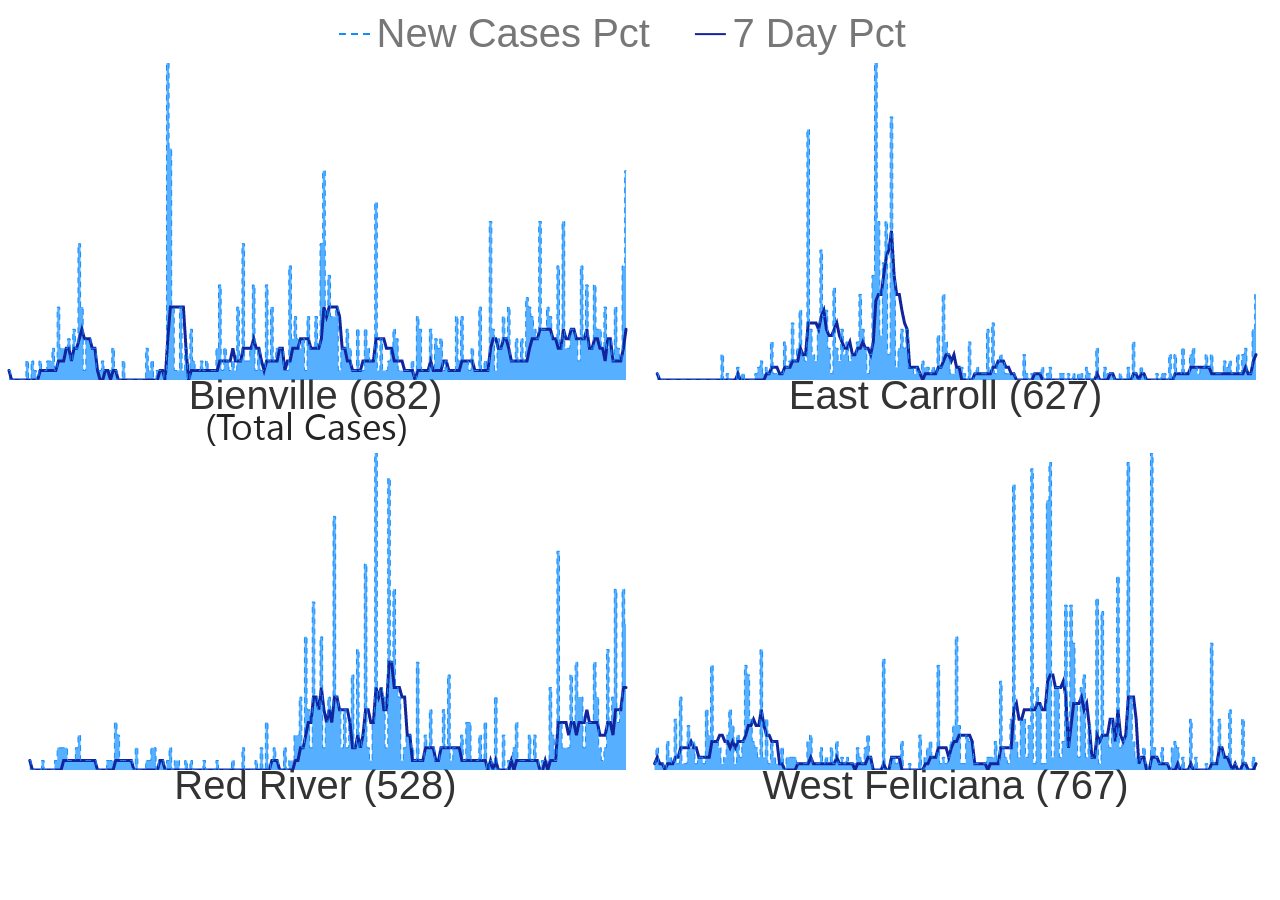 New Cases Pct 7 Day Pct
Bienville (682) East Carroll (627)
(Total Cases)
Red River (528) West Feliciana (767)